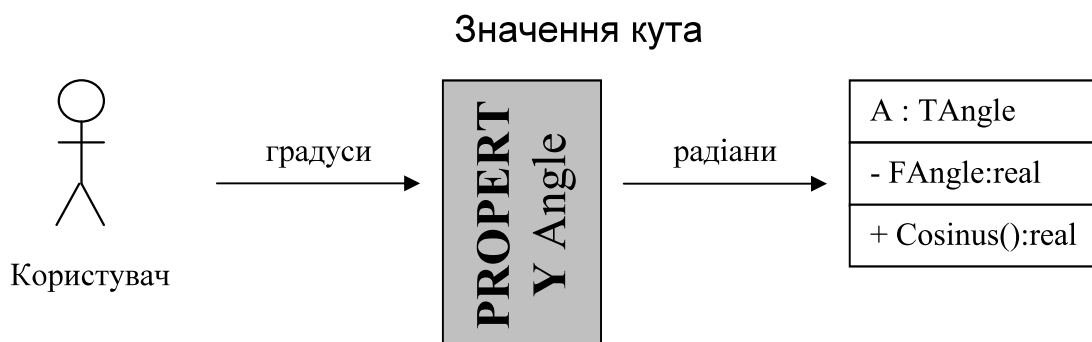 Значення кута
Користувач
градуси
PROPERT
Y Angle
радіани
A : TAngle
- FAngle:real
+ Cosinus():real